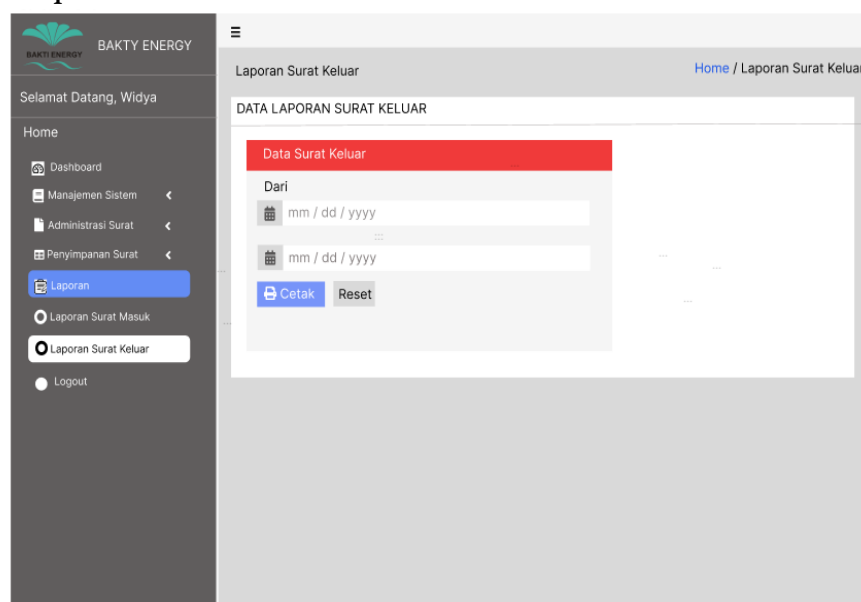 BAKTI ENERGY
BAKTY ENERGY
Selamat Datang, Widya
Home
Dashboard
Manajemen Sistem
Administrasi Surat
Penyimpanan Surat
Laporan
Laporan Surat Masuk
Laporan Surat Keluar
Logout
Laporan Surat Keluar
Home / Laporan Surat Keluar
DATA LAPORAN SURAT KELUAR
Data Surat Keluar
Dari
mm / dd / yyyy
mm / dd / yyyy
Cetak Reset